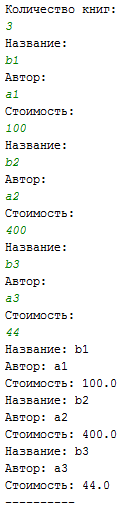 Количество книг:
3
Название:
b1
Автор:
a1
Стоимость:
100
Название:
b2
Автор:
a2
Стоимость:
400
Название:
b3
Автор:
a3
Стоимость:
44
Название: b1
Автор: a1
Стоимость: 100.0
Название: b2
Автор: a2
Стоимость: 400.0
Название: b3
Автор: a3
Стоимость: 44.0
----------